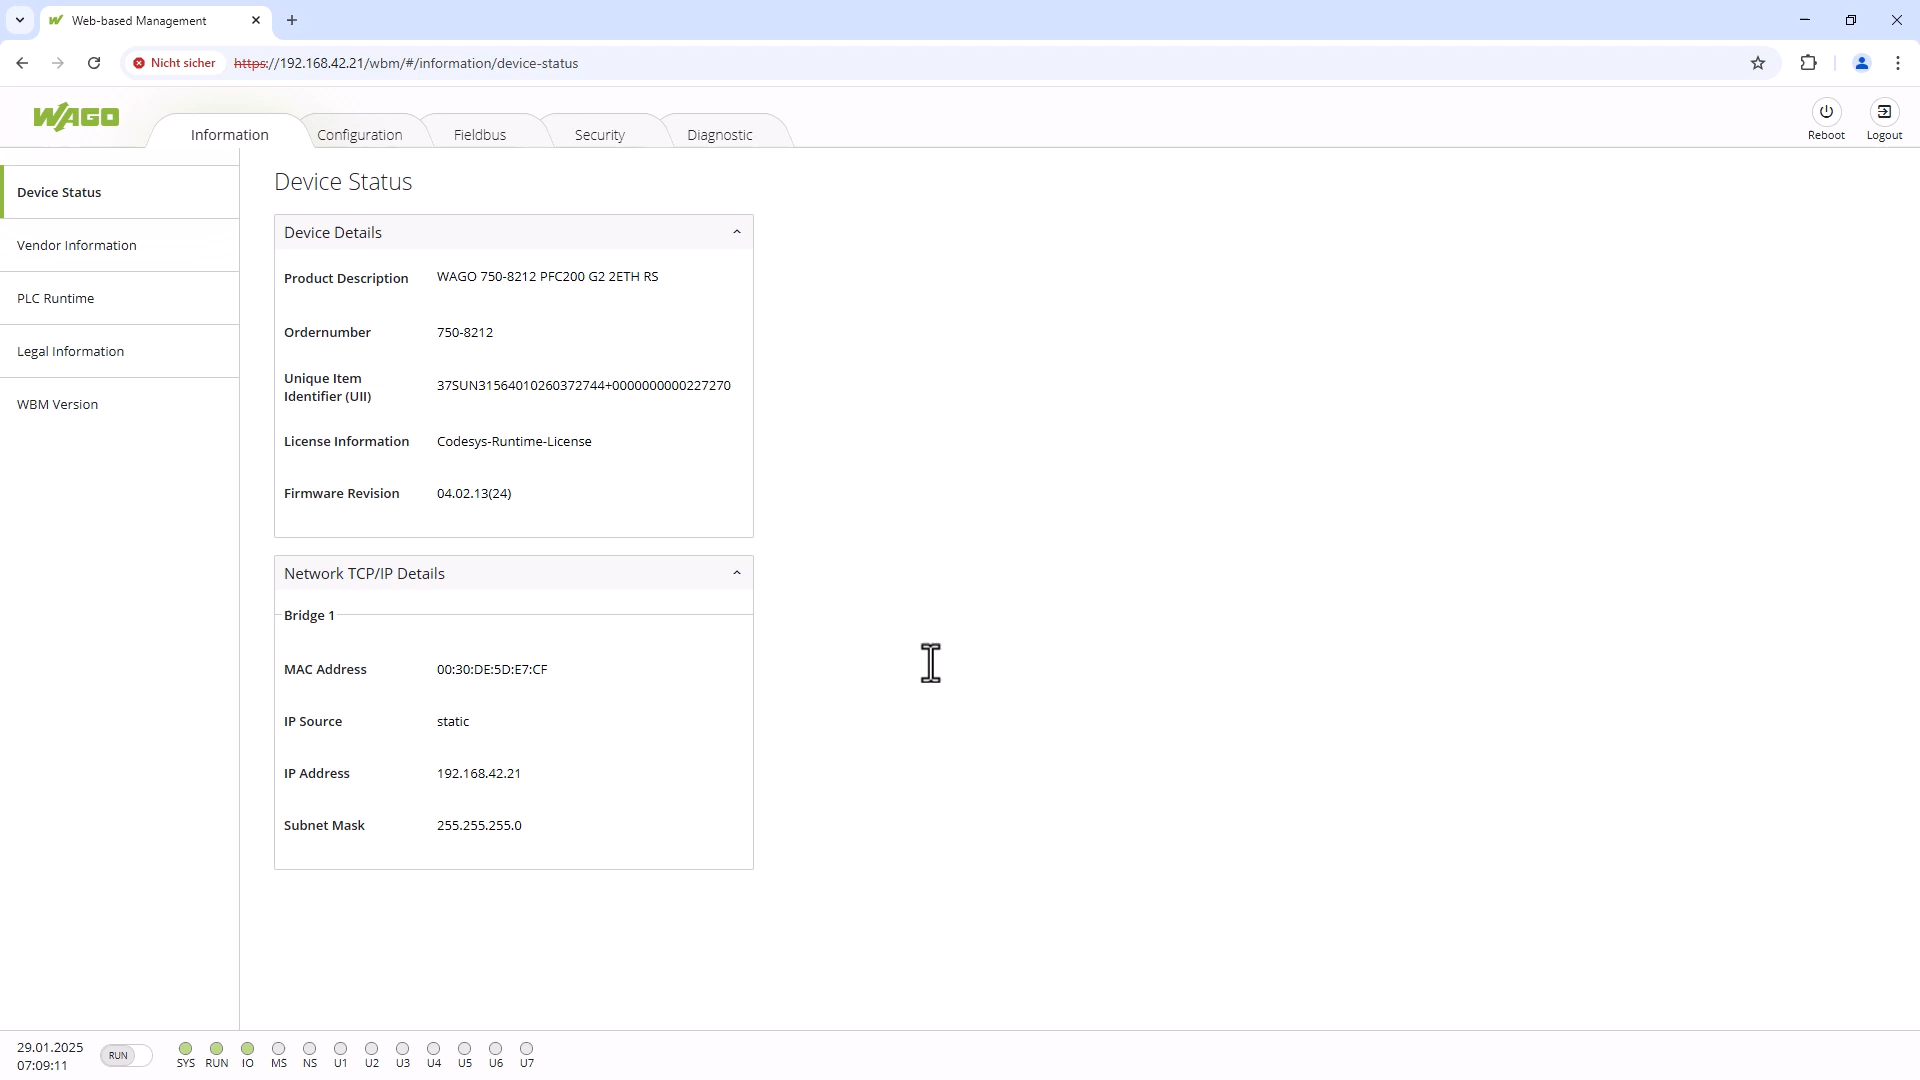 Web-based Management
Nicht sicher https://192.168.42.21/wbm/#/information/device-status
WAGO
Information Configuration Fieldbus Security Diagnostic
Reboot Logout
Device Status
Vendor Information
PLC Runtime
Legal Information
WBM Version
Device Status
Device Details
Product Description WAGO 750-8212 PFC200 G2 2ETH RS
Ordernumber 750-8212
Unique Item
Identifier (UII) 37SUN31564010260372744+0000000000227270
License Information Codesys-Runtime-License
Firmware Revision 04.02.13(24)
Network TCP/IP Details
Bridge 1
MAC Address 00:30:DE:5D:E7:CF
IP Source static
IP Address 192.168.42.21
Subnet Mask 255.255.255.0
29.01.2025
07:09:11
RUN
SYS RUN IO MS NS U1 U2 U3 U4 U5 U6 U7